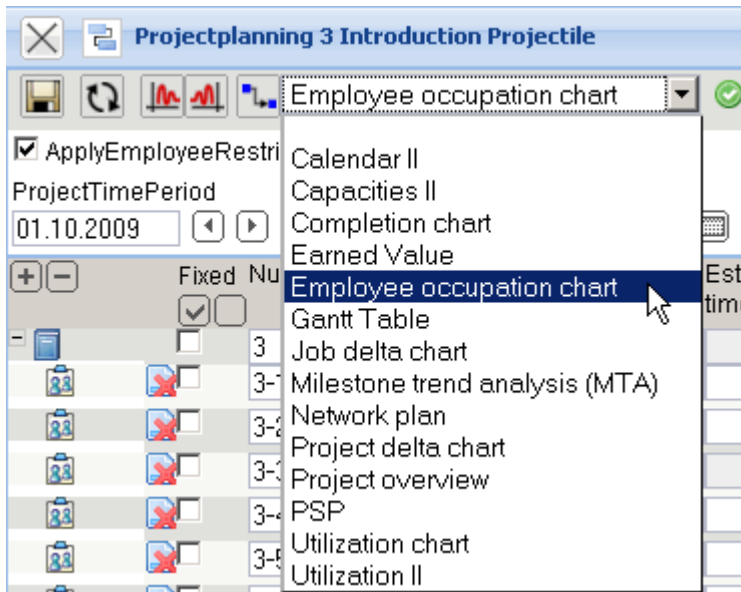 Projectplanning 3 Introduction Projectile
Employee occupation chart
ApplyEmployeeRestri
ProjectTimePeriod
01.10.2009
Calendar II
Capacities II
Completion chart
Earned Value
Employee occupation chart
Gantt Table
Job delta chart
Milestone trend analysis (MTA)
Network plan
Project delta chart
Project overview
PSP
Utilization chart
Utilization II
Fixed Nu
Est
time
3
3-1
3-2
3-3
3-4
3-5